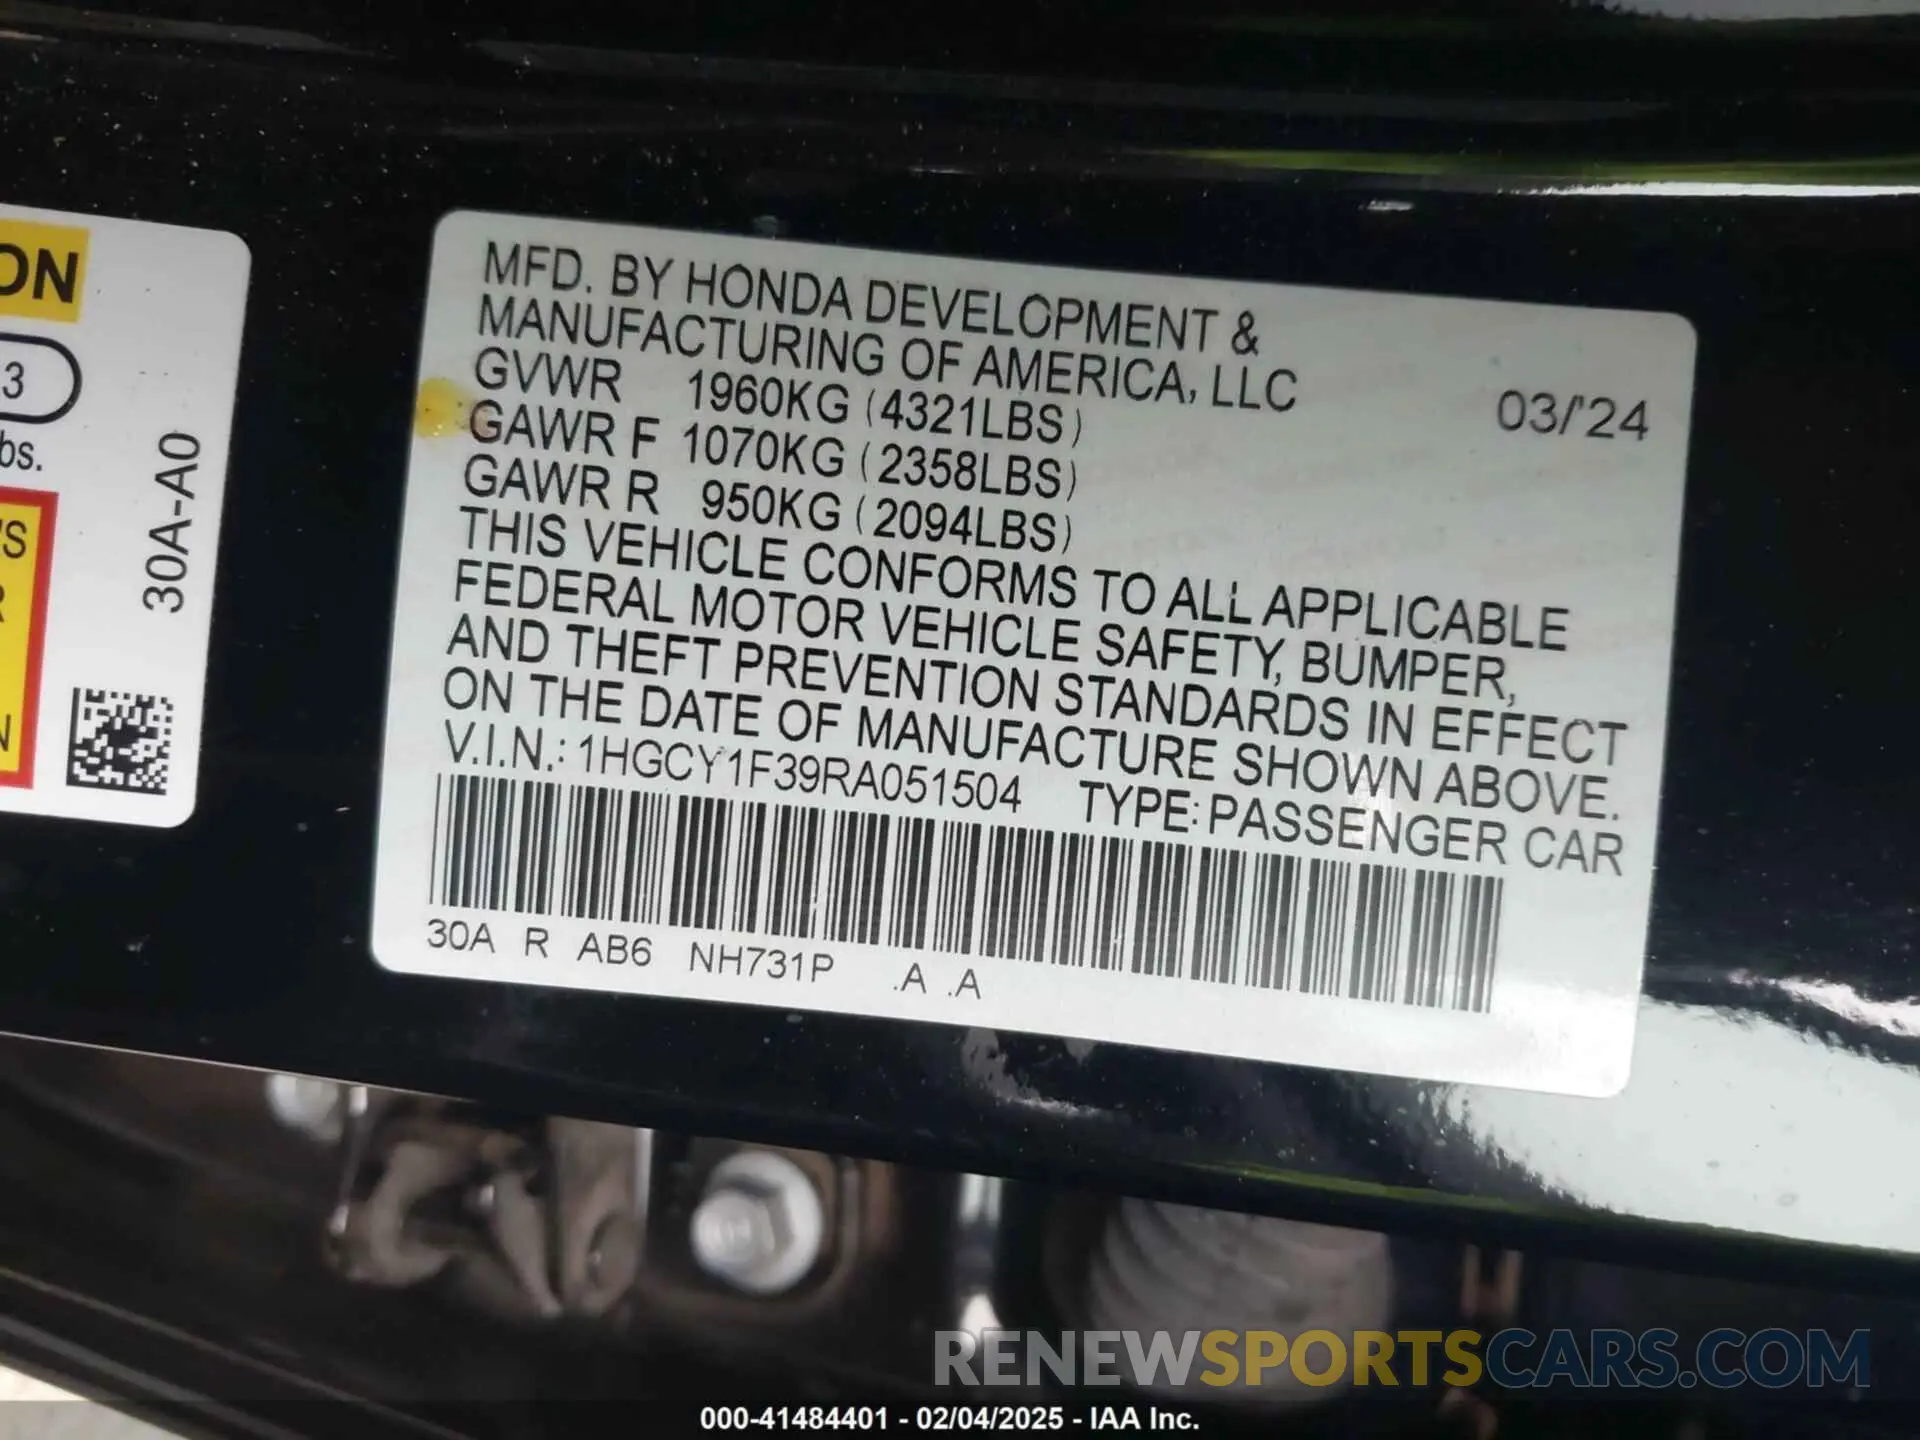 ON
3
bs.
30A-A0
MFD. BY HONDA DEVELOPMENT &
MANUFACTURING OF AMERICA, LLC
GVWR 1960KG (4321LBS) 03/'24
GAWR F 1070KG (2358LBS)
GAWR R 950KG (2094LBS)
THIS VEHICLE CONFORMS TO ALL APPLICABLE
FEDERAL MOTOR VEHICLE SAFETY, BUMPER,
AND THEFT PREVENTION STANDARDS IN EFFECT
ON THE DATE OF MANUFACTURE SHOWN ABOVE.
V.I.N.: 1HGCY1F39RA051504 TYPE: PASSENGER CAR
30A R AB6 NH731P .A .A
RENEWSPORTSCARS.COM
000-41484401 - 02/04/2025 - IAA Inc.